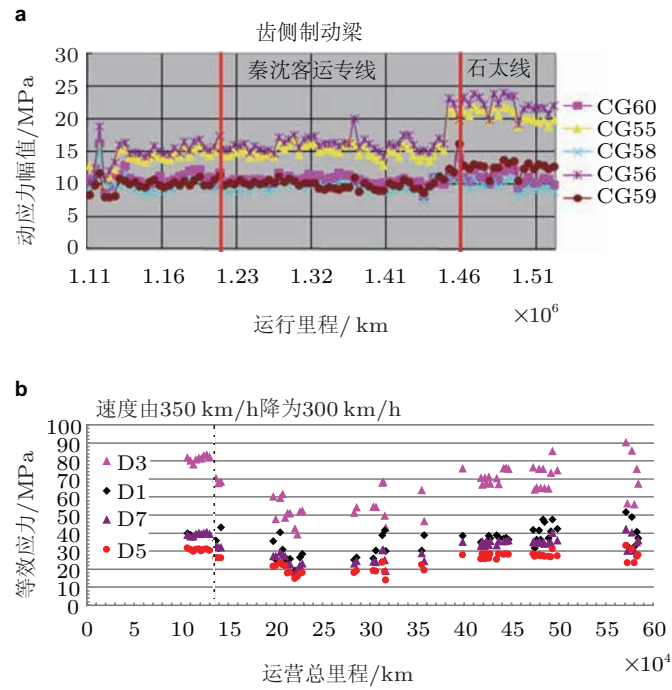 a
齿侧制动梁
秦沈客运专线
石太线
动应力幅值/MPa
30
25
20
15
10
5
0
1.11 1.16 1.23 1.32 1.41 1.46 1.51
×10⁶
运行里程/ km
CG60
CG55
CG58
CG56
CG59
b
速度由350 km/h降为300 km/h
等效应力/MPa
100
90
80
70
60
50
40
30
20
10
0
D3
D1
D7
D5
0 5 10 15 20 25 30 35 40 45 50 55 60
×10⁴
运营总里程/km